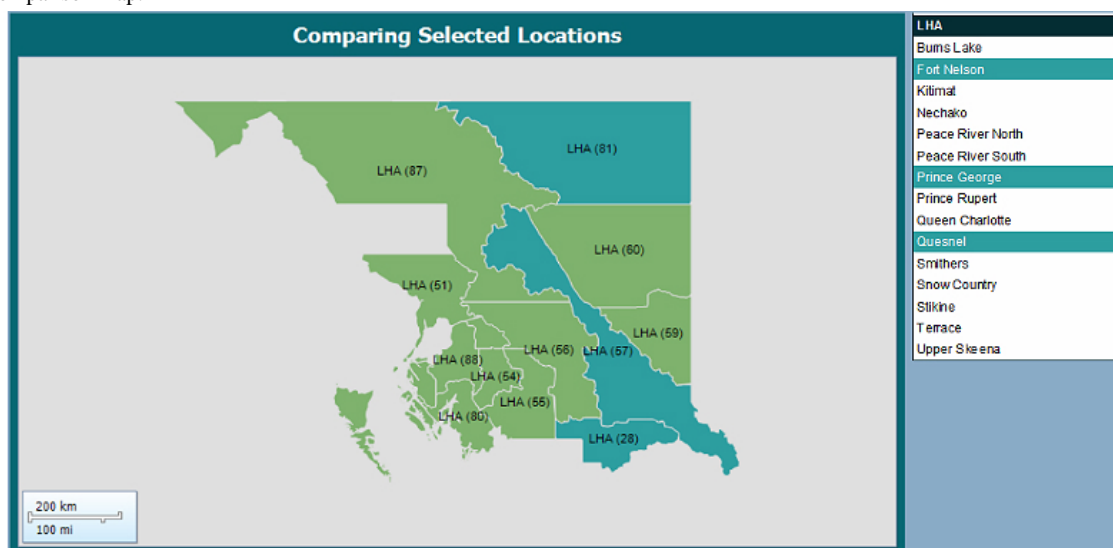 Comparing Selected Locations
LHA (81)
LHA (87)
LHA (60)
LHA (51)
LHA (59)
LHA (56)
LHA (57)
LHA (88)
LHA (54)
LHA (55)
LHA (80)
LHA (28)
200 km
100 mi
LHA
Burns Lake
Fort Nelson
Kitimat
Nechako
Peace River North
Peace River South
Prince George
Prince Rupert
Queen Charlotte
Quesnel
Smithers
Snow Country
Stikine
Terrace
Upper Skeena